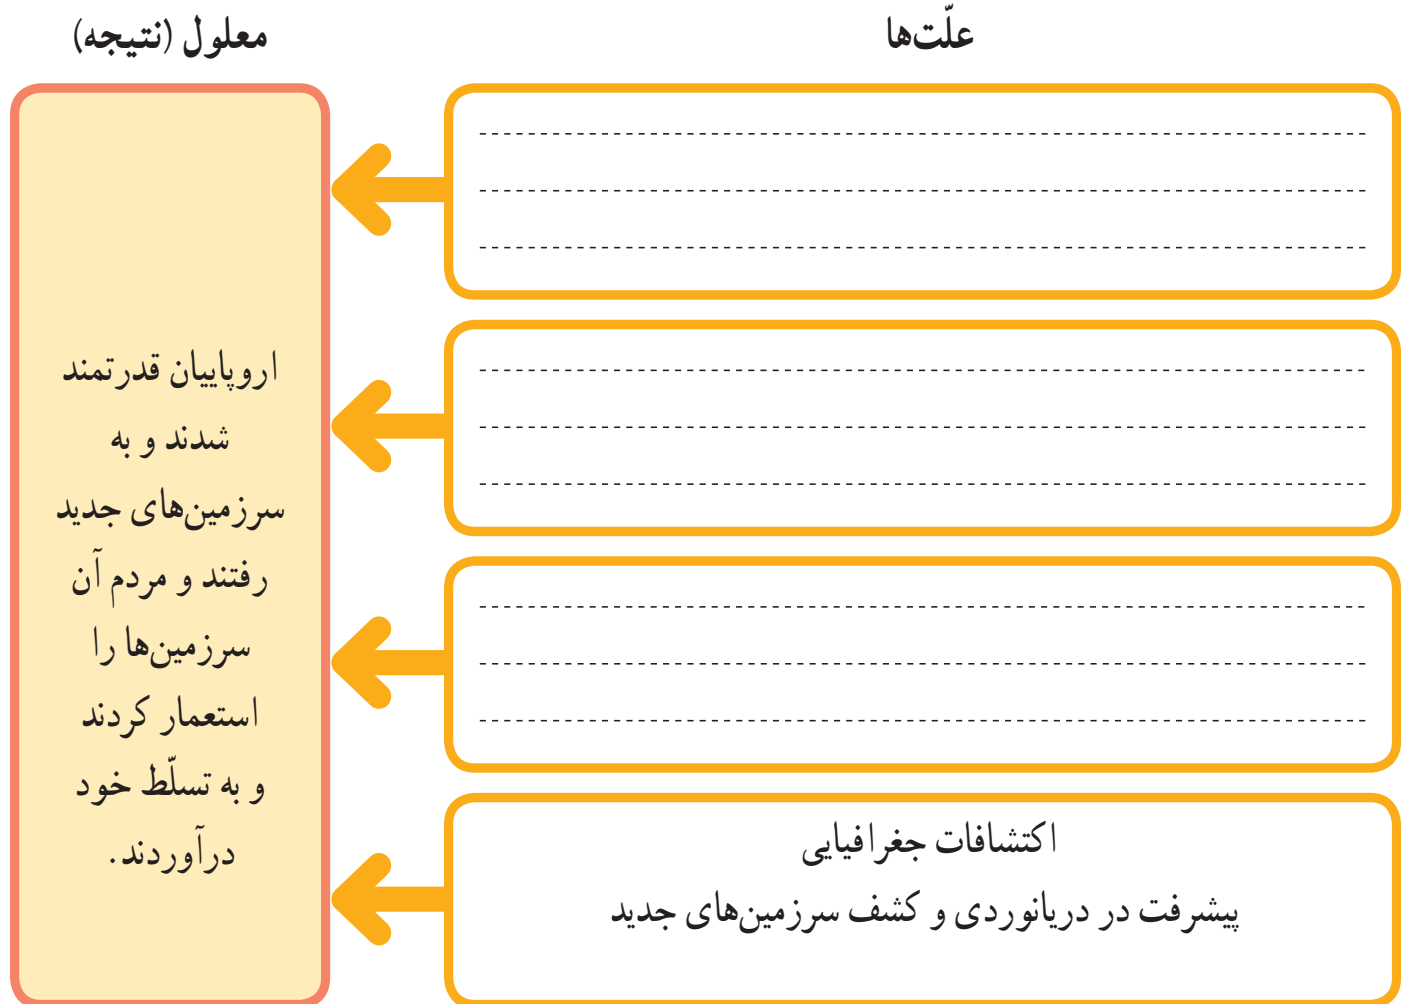 علّت‌ها
معلول (نتیجه)
اکتشافات جغرافیایی
پیشرفت در دریانوردی و کشف سرزمین‌های جدید
اروپاییان قدرتمند
شدند و به
سرزمین‌های جدید
رفتند و مردم آن
سرزمین‌ها را
استعمار کردند
و به تسلّط خود
درآوردند.